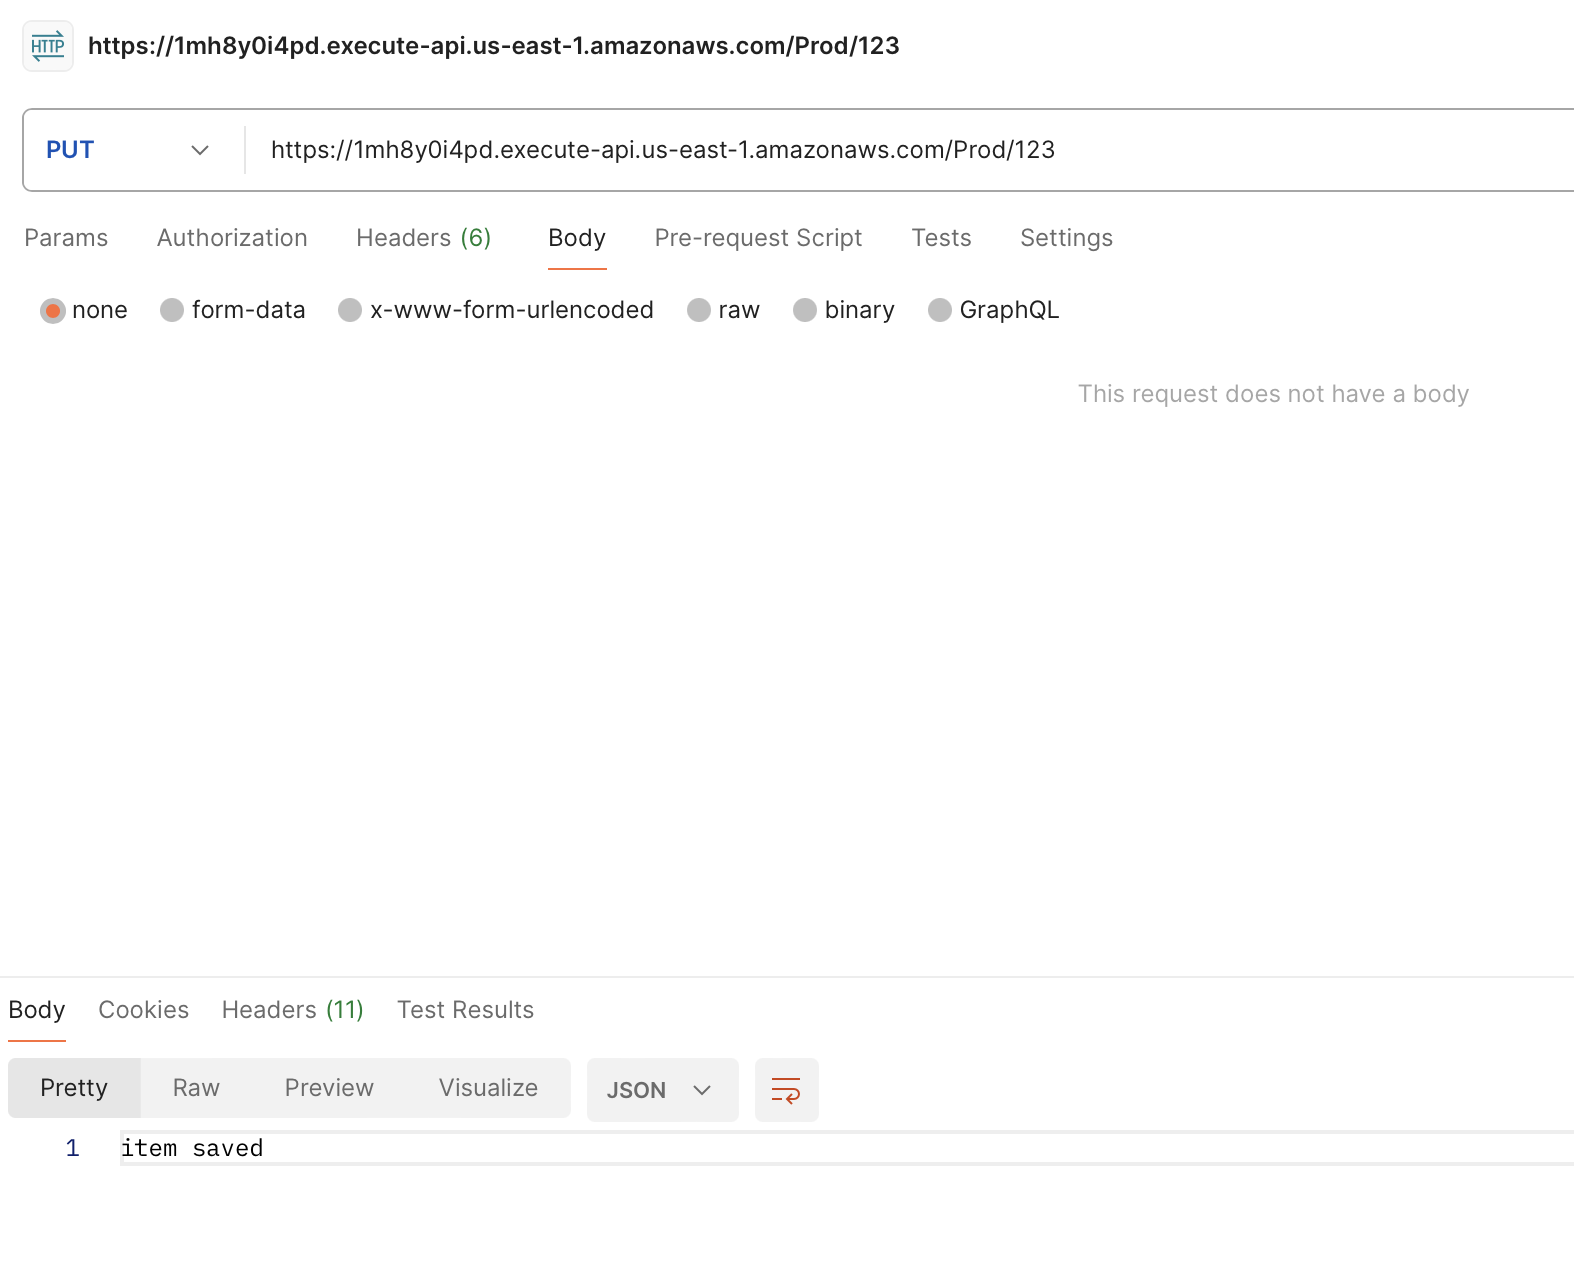 HTTP https://1mh8y0i4pd.execute-api.us-east-1.amazonaws.com/Prod/123
PUT https://1mh8y0i4pd.execute-api.us-east-1.amazonaws.com/Prod/123
Params Authorization Headers (6) Body Pre-request Script Tests Settings
none form-data x-www-form-urlencoded raw binary GraphQL
This request does not have a body
Body Cookies Headers (11) Test Results
Pretty Raw Preview Visualize JSON
1 item saved